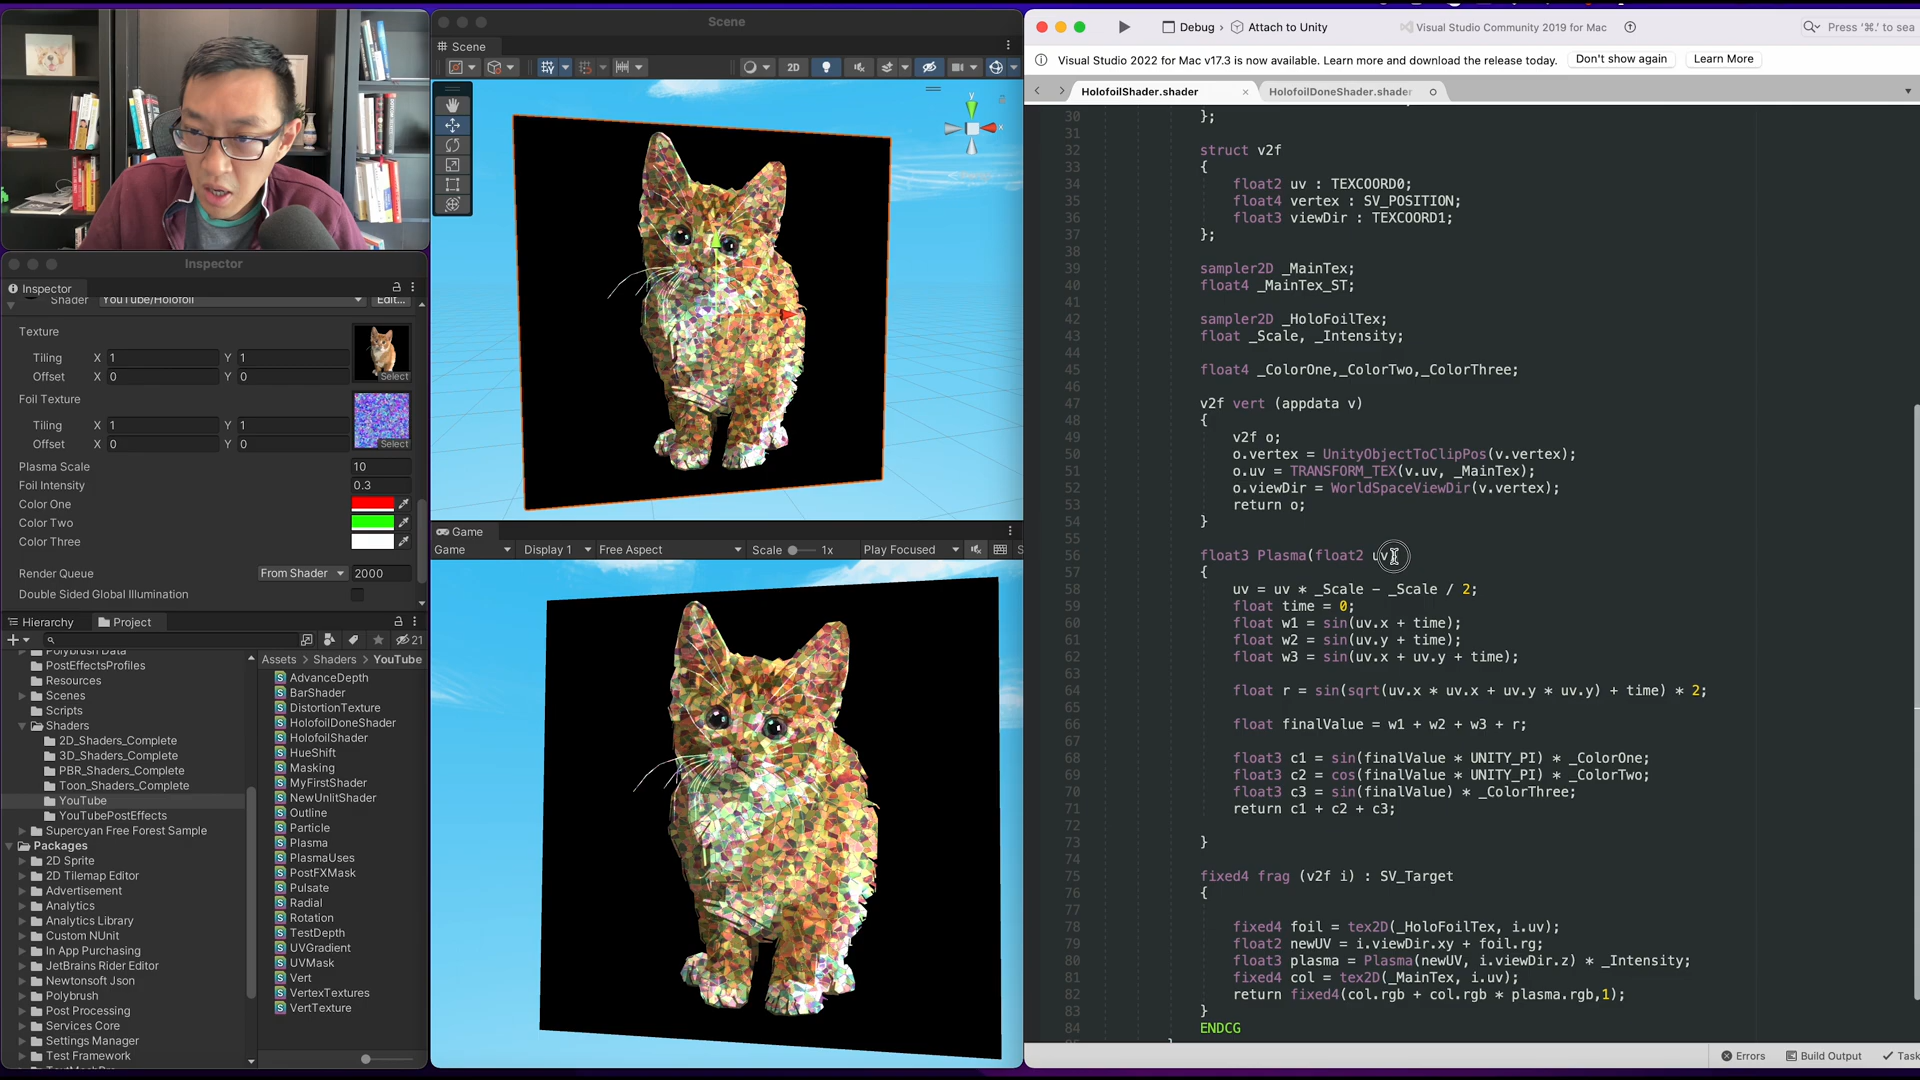 Inspector
Inspector
Shader YouTube/Holofoil Edit...
Texture
Tiling X 1 Y 1
Offset X 0 Y 0
Select
Foil Texture
Tiling X 1 Y 1
Offset X 0 Y 0
Select
Plasma Scale 10
Foil Intensity 0.3
Color One
Color Two
Color Three
Render Queue From Shader 2000
Double Sided Global Illumination
Hierarchy Project
21
Polybrush Data
PostEffectsProfiles
Resources
Scenes
Scripts
Shaders
2D_Shaders_Complete
3D_Shaders_Complete
PBR_Shaders_Complete
Toon_Shaders_Complete
YouTube
YouTubePostEffects
Supercyan Free Forest Sample
Packages
2D Sprite
2D Tilemap Editor
Advertisement
Analytics
Analytics Library
Custom NUnit
In App Purchasing
JetBrains Rider Editor
Newtonsoft Json
Polybrush
Post Processing
Services Core
Settings Manager
Test Framework
Assets > Shaders > YouTube
AdvanceDepth
BarShader
DistortionTexture
HolofoilDoneShader
HolofoilShader
HueShift
Masking
MyFirstShader
NewUnlitShader
Outline
Particle
Plasma
PlasmaUses
PostFXMask
Pulsate
Radial
Rotation
TestDepth
UVGradient
UVMask
Vert
VertexTextures
VertTexture
Scene
Scene
2D
y
x
Game
Game Display 1 Free Aspect Scale 1x Play Focused S
Debug > Attach to Unity Visual Studio Community 2019 for Mac Press '⌘.' to sea
Visual Studio 2022 for Mac v17.3 is now available. Learn more and download the release today. Don't show again Learn More
HolofoilShader.shader × HolofoilDoneShader.shader
30 };
31
32 struct v2f
33 {
34 float2 uv : TEXCOORD0;
35 float4 vertex : SV_POSITION;
36 float3 viewDir : TEXCOORD1;
37 };
38
39 sampler2D _MainTex;
40 float4 _MainTex_ST;
41
42 sampler2D _HoloFoilTex;
43 float _Scale, _Intensity;
44
45 float4 _ColorOne,_ColorTwo,_ColorThree;
46
47 v2f vert (appdata v)
48 {
49 v2f o;
50 o.vertex = UnityObjectToClipPos(v.vertex);
51 o.uv = TRANSFORM_TEX(v.uv, _MainTex);
52 o.viewDir = WorldSpaceViewDir(v.vertex);
53 return o;
54 }
55
56 float3 Plasma(float2 uv)
57 {
58 uv = uv * _Scale - _Scale / 2;
59 float time = 0;
60 float w1 = sin(uv.x + time);
61 float w2 = sin(uv.y + time);
62 float w3 = sin(uv.x + uv.y + time);
63
64 float r = sin(sqrt(uv.x * uv.x + uv.y * uv.y) + time) * 2;
65
66 float finalValue = w1 + w2 + w3 + r;
67
68 float3 c1 = sin(finalValue * UNITY_PI) * _ColorOne;
69 float3 c2 = cos(finalValue * UNITY_PI) * _ColorTwo;
70 float3 c3 = sin(finalValue) * _ColorThree;
71 return c1 + c2 + c3;
72
73 }
74
75 fixed4 frag (v2f i) : SV_Target
76 {
77
78 fixed4 foil = tex2D(_HoloFoilTex, i.uv);
79 float2 newUV = i.viewDir.xy + foil.rg;
80 float3 plasma = Plasma(newUV, i.viewDir.z) * _Intensity;
81 fixed4 col = tex2D(_MainTex, i.uv);
82 return fixed4(col.rgb + col.rgb * plasma.rgb,1);
83 }
84 ENDCG
Errors Build Output Task